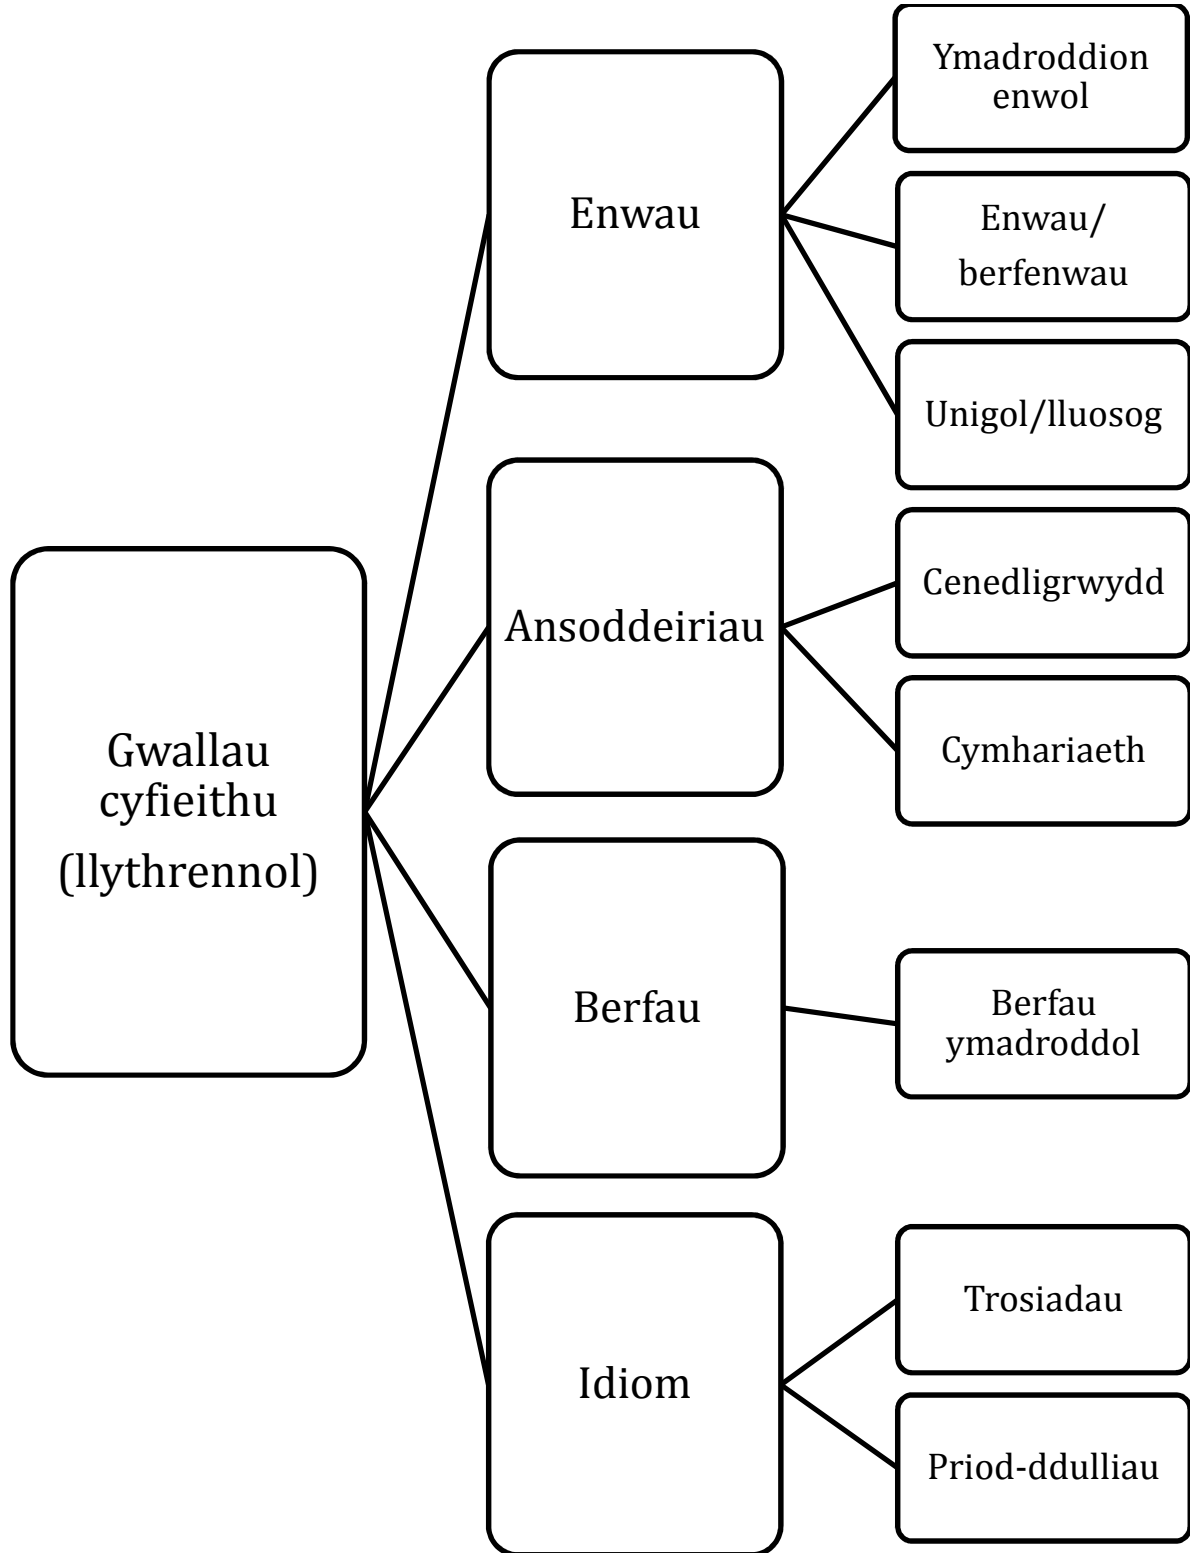 Gwallau
cyfieithu
(llythrennol)
Enwau
Ymadroddion
enwol
Enwau/
berfenwau
Unigol/lluosog
Ansoddeiriau
Cenedligrwydd
Cymhariaeth
Berfau
Berfau
ymadroddol
Idiom
Trosiadau
Priod-ddulliau